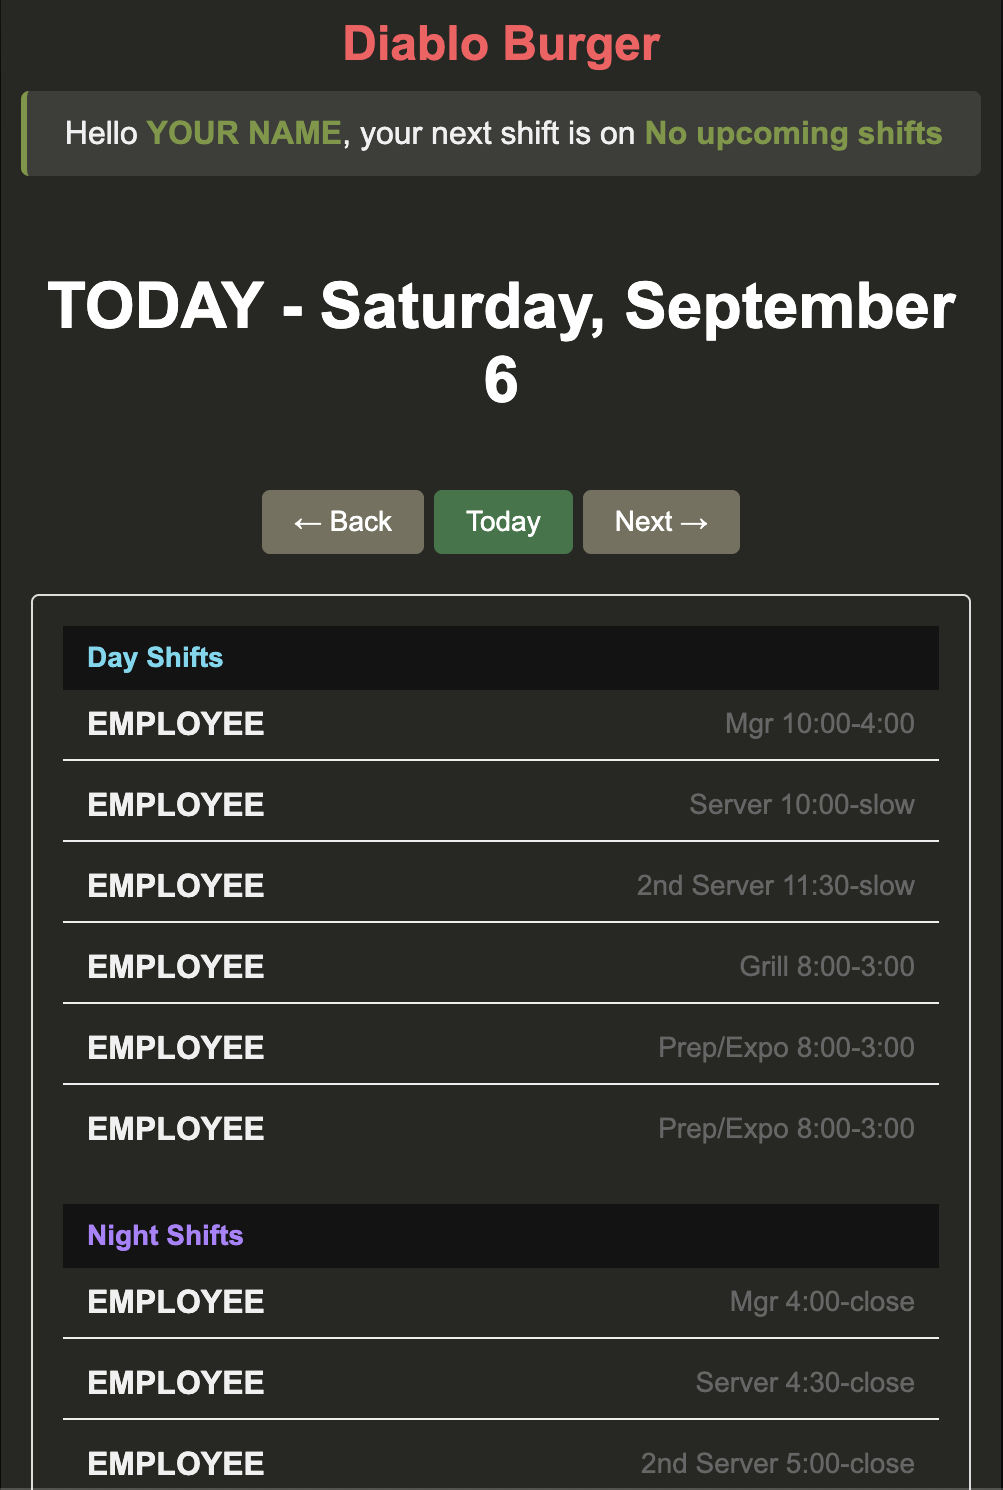 Diablo Burger
Hello YOUR NAME, your next shift is on No upcoming shifts
TODAY - Saturday, September
6
← Back
Today
Next →
Day Shifts
EMPLOYEE Mgr 10:00-4:00
EMPLOYEE Server 10:00-slow
EMPLOYEE 2nd Server 11:30-slow
EMPLOYEE Grill 8:00-3:00
EMPLOYEE Prep/Expo 8:00-3:00
EMPLOYEE Prep/Expo 8:00-3:00
Night Shifts
EMPLOYEE Mgr 4:00-close
EMPLOYEE Server 4:30-close
EMPLOYEE 2nd Server 5:00-close